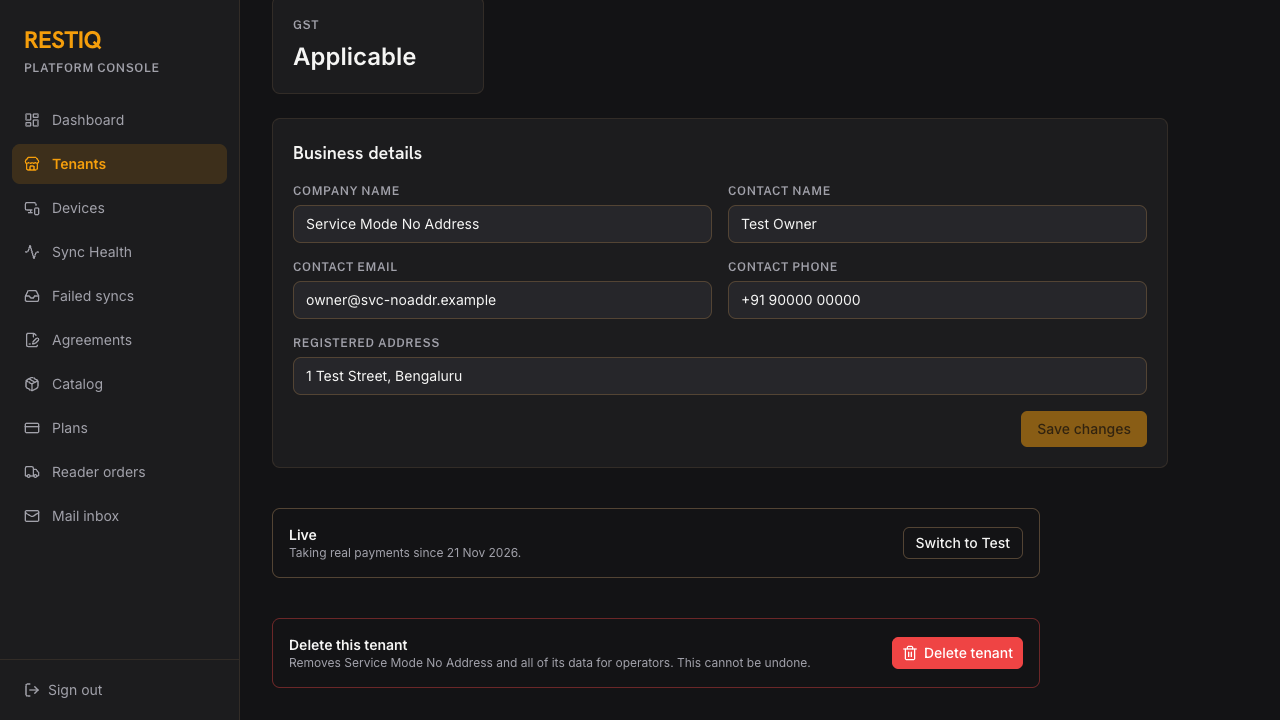 RESTIQ
PLATFORM CONSOLE
Dashboard
Tenants
Devices
Sync Health
Failed syncs
Agreements
Catalog
Plans
Reader orders
Mail inbox
Sign out
GST
Applicable
Business details
COMPANY NAME
Service Mode No Address
CONTACT NAME
Test Owner
CONTACT EMAIL
owner@svc-noaddr.example
CONTACT PHONE
+91 90000 00000
REGISTERED ADDRESS
1 Test Street, Bengaluru
Save changes
Live
Taking real payments since 21 Nov 2026.
Switch to Test
Delete this tenant
Removes Service Mode No Address and all of its data for operators. This cannot be undone.
Delete tenant